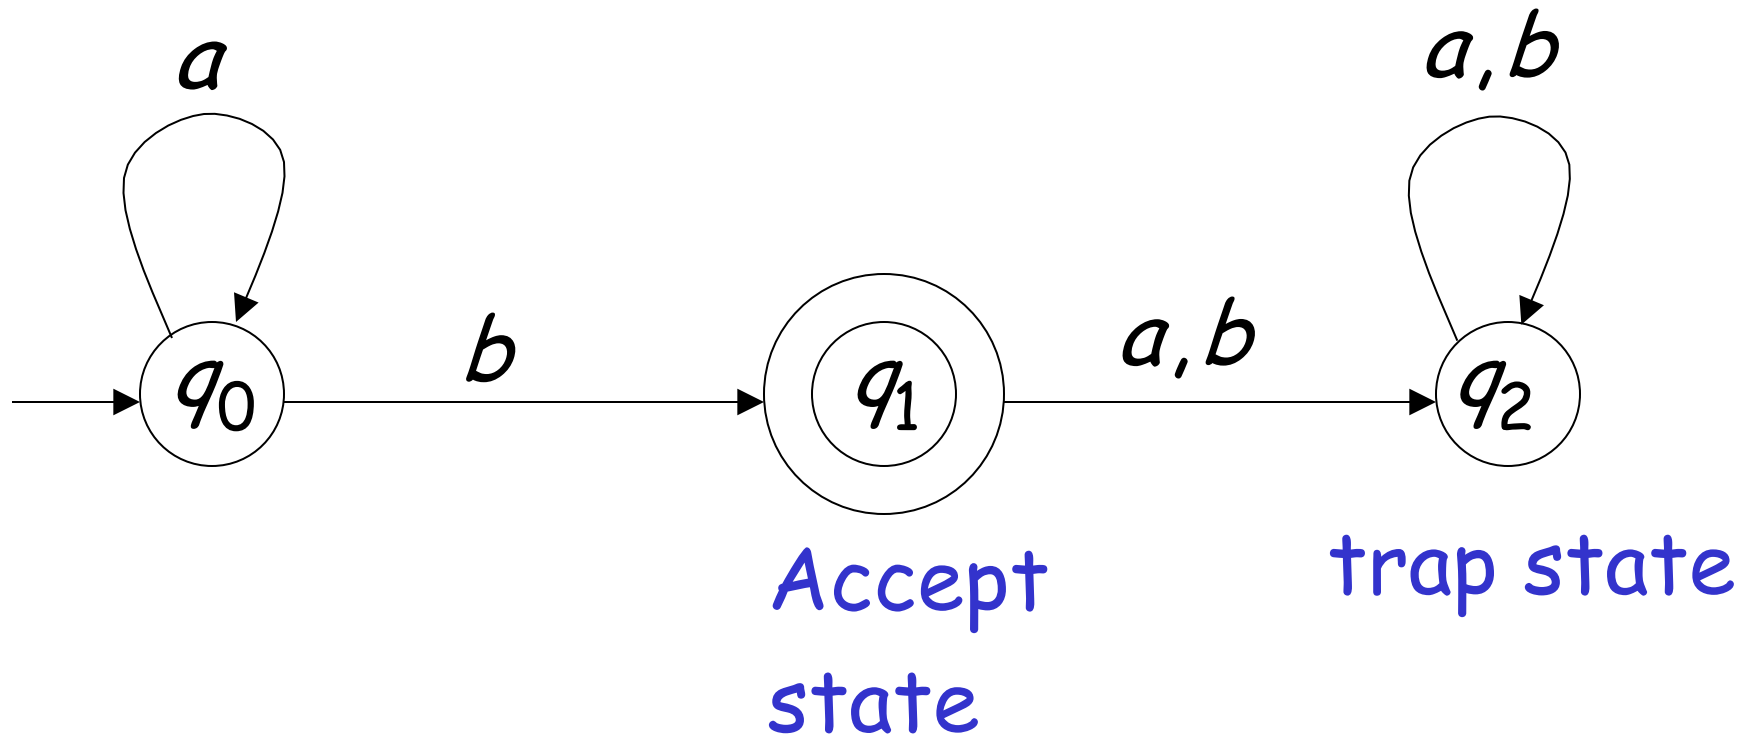 a
a,b
b
a,b
q0
q1
q2
Accept
state
trap state